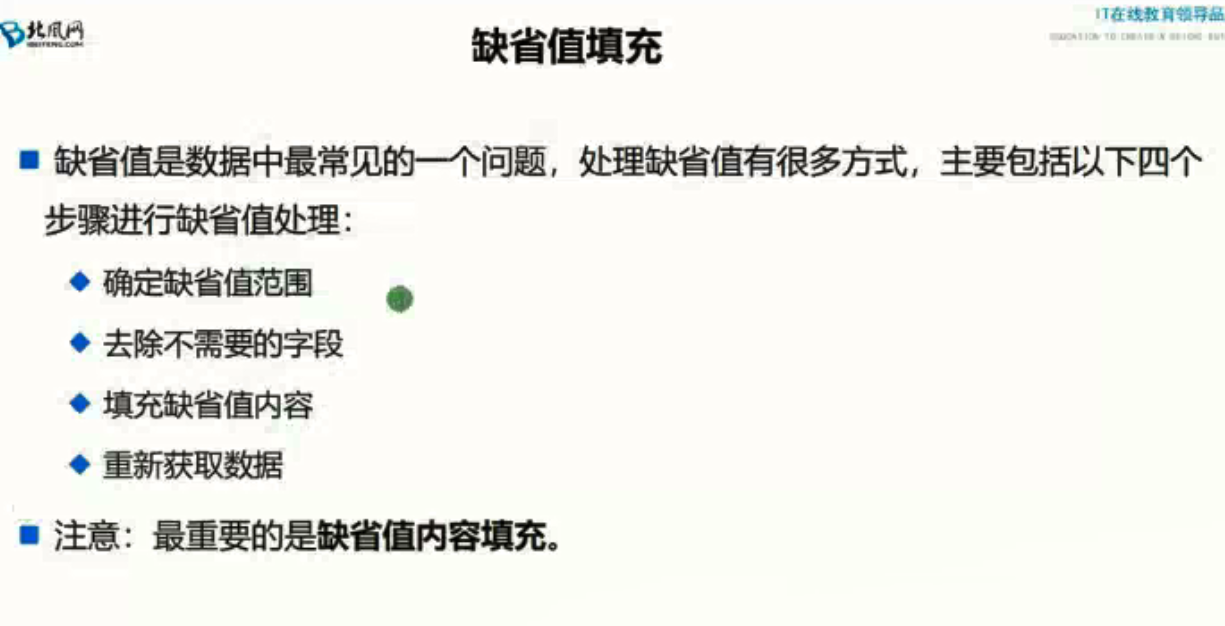 北风网
IT在线教育领导品
缺省值填充
缺省值是数据中最常见的一个问题，处理缺省值有很多方式，主要包括以下四个
步骤进行缺省值处理：
确定缺省值范围
去除不需要的字段
填充缺省值内容
重新获取数据
注意：最重要的是缺省值内容填充。